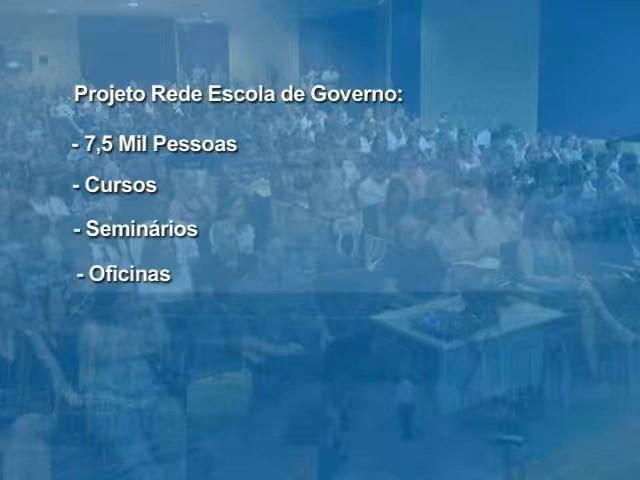 Projeto Rede Escola de Governo:
- 7,5 Mil Pessoas
- Cursos
- Seminários
- Oficinas